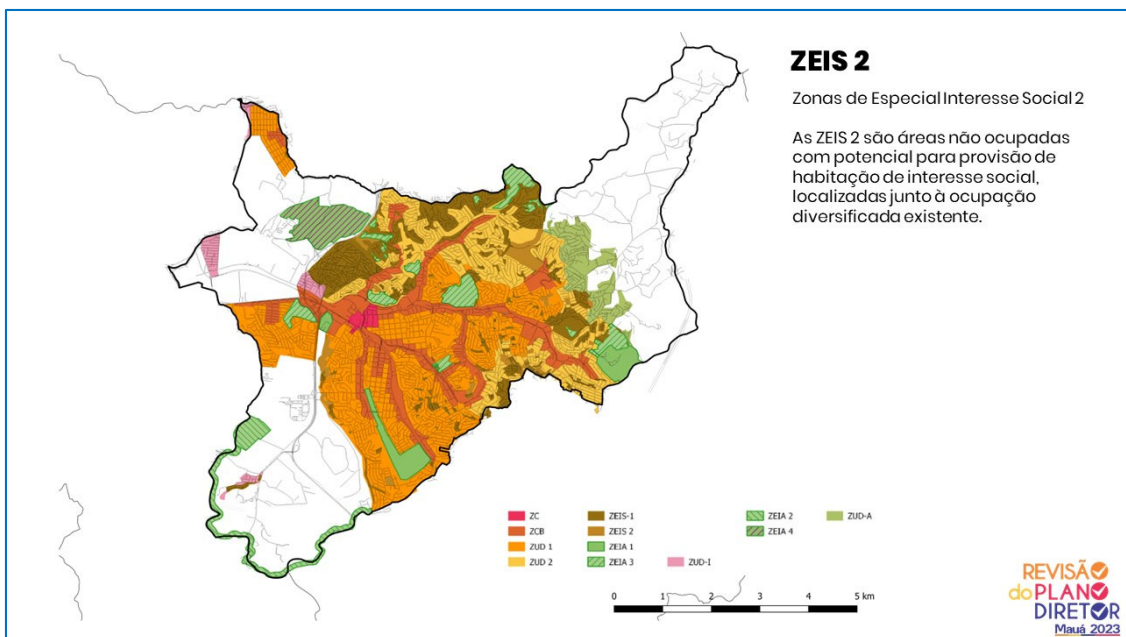 ZEIS 2
Zonas de Especial Interesse Social 2
As ZEIS 2 são áreas não ocupadas
com potencial para provisão de
habitação de interesse social,
localizadas junto à ocupação
diversificada existente.
ZC
ZCB
ZUD 1
ZUD 2
ZEIS-1
ZEIS 2
ZEIA 1
ZEIA 3
ZUD-I
ZEIA 2
ZEIA 4
ZUD-A
0 1 2 3 4 5 km
REVISÃO
do PLANO
DIRETOR
Mauá 2023